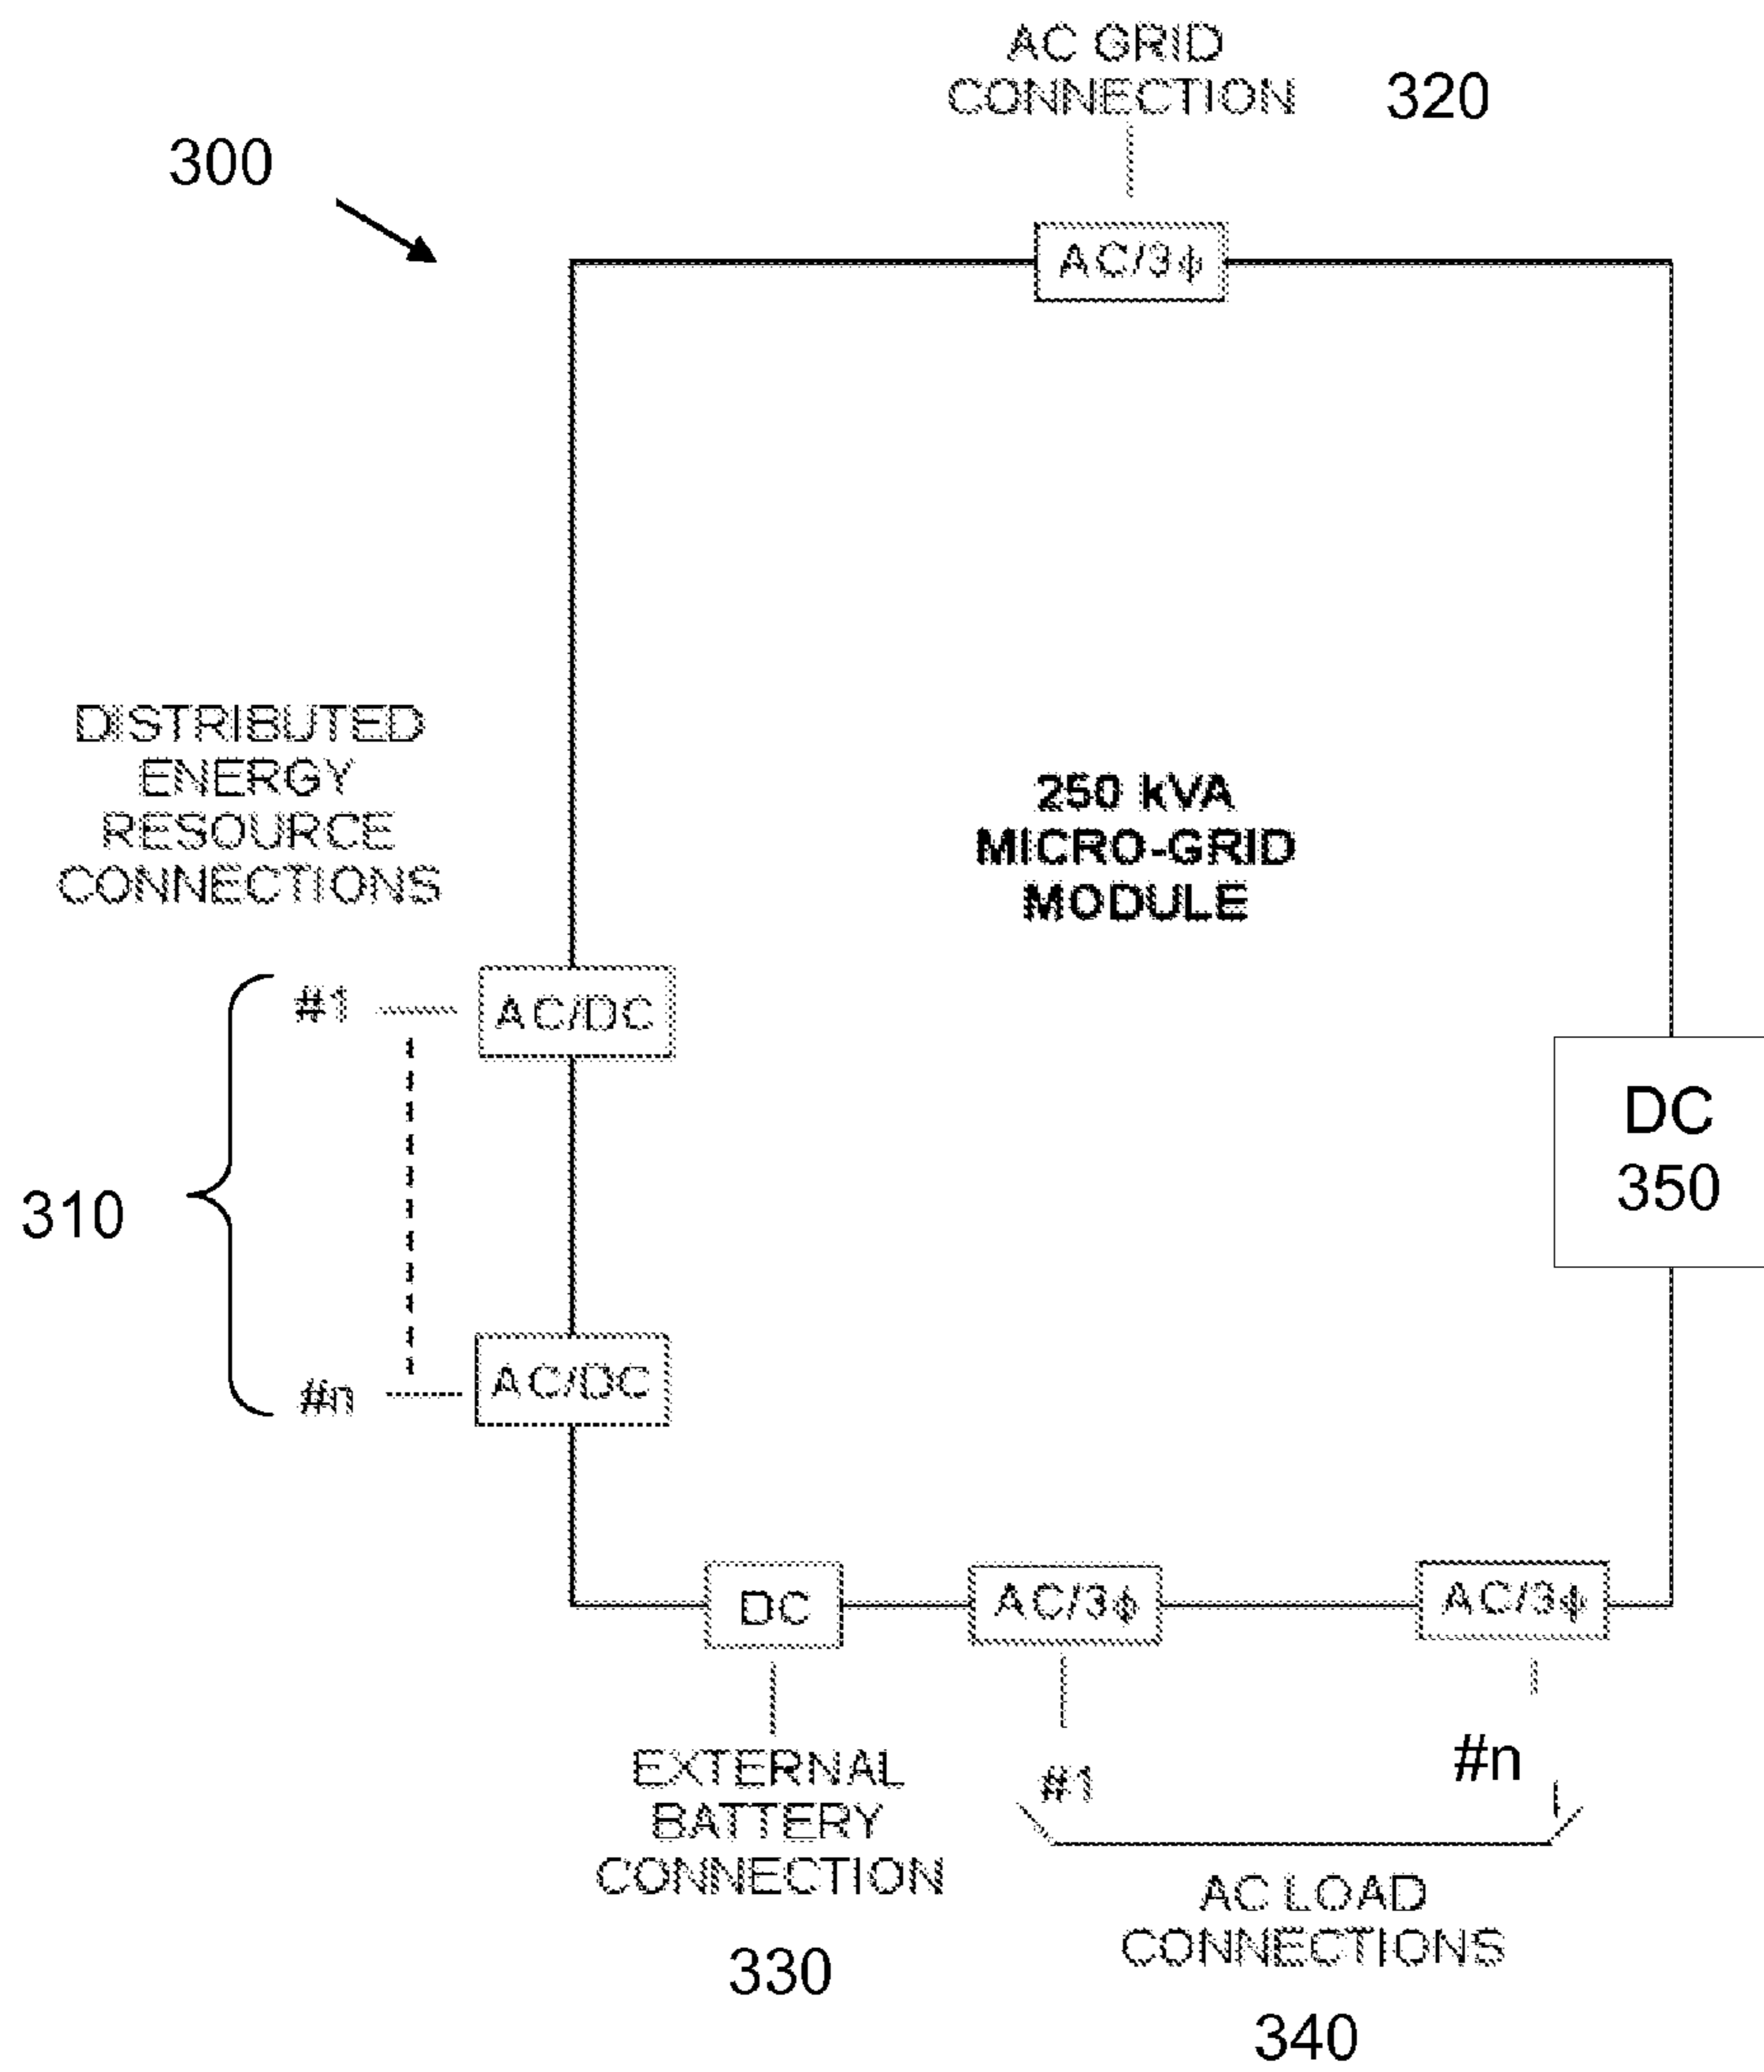 AC GRID
CONNECTION
320
300
AC/3ϕ
DISTRIBUTED
ENERGY
RESOURCE
CONNECTIONS
250 kVA
MICRO-GRID
MODULE
#1
AC/DC
DC
350
310
#n
AC/DC
DC
AC/3ϕ
AC/3ϕ
EXTERNAL
BATTERY
CONNECTION
330
#1
#n
AC LOAD
CONNECTIONS
340